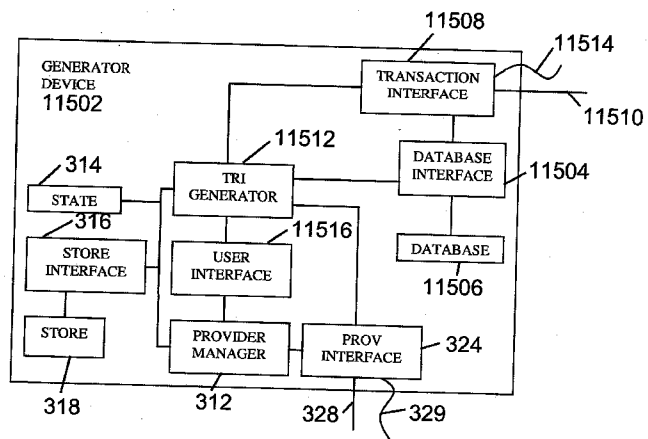 11508
11514
GENERATOR
DEVICE
11502
TRANSACTION
INTERFACE
11510
11512
314
TRI
GENERATOR
DATABASE
INTERFACE
11504
STATE
316
11516
STORE
INTERFACE
USER
INTERFACE
DATABASE
11506
STORE
PROVIDER
MANAGER
PROV
INTERFACE
324
318
312
328
329